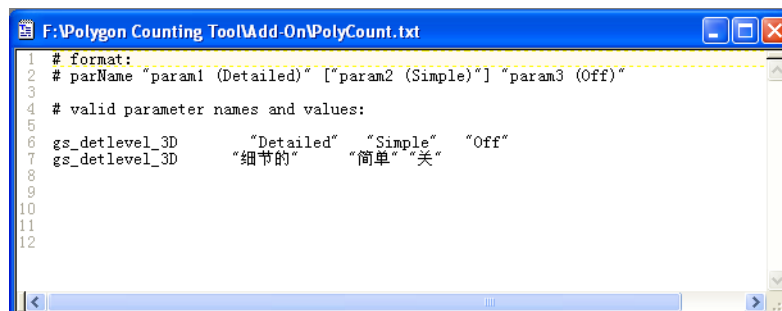 F:\Polygon Counting Tool\Add-On\PolyCount.txt
1 # format:
2 # parName "param1 (Detailed)" ["param2 (Simple)"] "param3 (Off)"
3
4 # valid parameter names and values:
5
6 gs_detlevel_3D "Detailed" "Simple" "Off"
7 gs_detlevel_3D "细节的" "简单" "关"
8
9
10
11
12